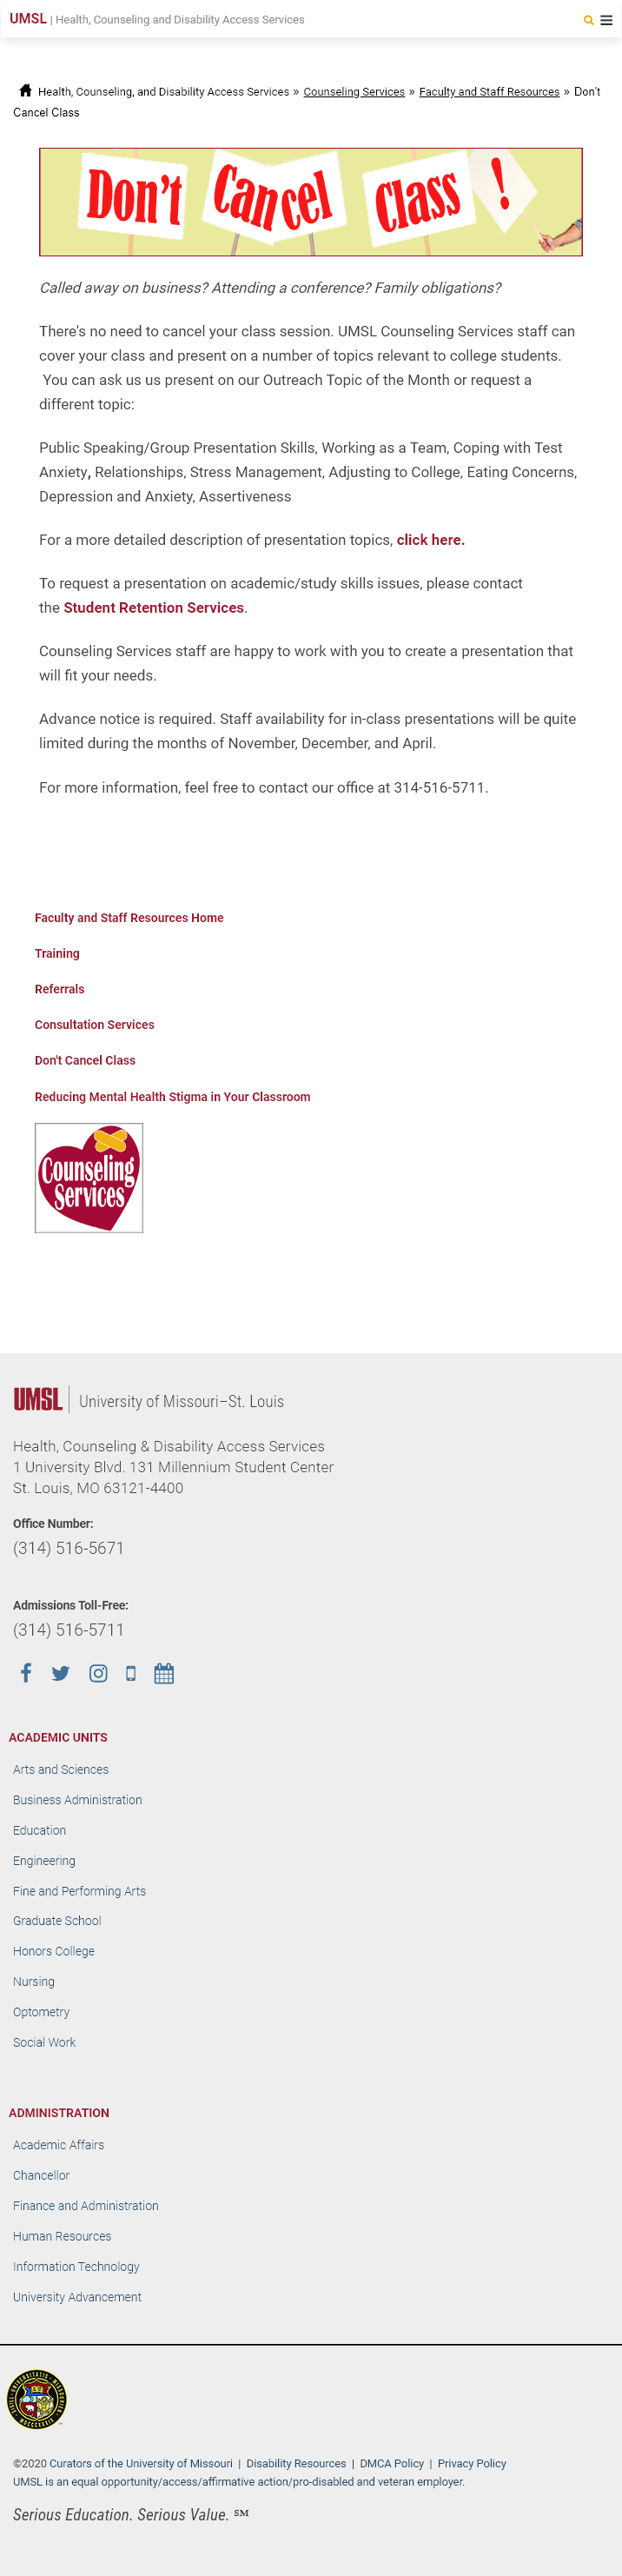 UMSL | Health, Counseling and Disability Access Services
Health, Counseling, and Disability Access Services » Counseling Services » Faculty and Staff Resources » Don't
Cancel Class
Don't Cancel Class !
Called away on business? Attending a conference? Family obligations?
There's no need to cancel your class session. UMSL Counseling Services staff can
cover your class and present on a number of topics relevant to college students.
You can ask us us present on our Outreach Topic of the Month or request a
different topic:
Public Speaking/Group Presentation Skills, Working as a Team, Coping with Test
Anxiety, Relationships, Stress Management, Adjusting to College, Eating Concerns,
Depression and Anxiety, Assertiveness
For a more detailed description of presentation topics, click here.
To request a presentation on academic/study skills issues, please contact
the Student Retention Services.
Counseling Services staff are happy to work with you to create a presentation that
will fit your needs.
Advance notice is required. Staff availability for in-class presentations will be quite
limited during the months of November, December, and April.
For more information, feel free to contact our office at 314-516-5711.
Faculty and Staff Resources Home
Training
Referrals
Consultation Services
Don't Cancel Class
Reducing Mental Health Stigma in Your Classroom
Counseling
Services
UMSL | University of Missouri–St. Louis
Health, Counseling & Disability Access Services
1 University Blvd. 131 Millennium Student Center
St. Louis, MO 63121-4400
Office Number:
(314) 516-5671
Admissions Toll-Free:
(314) 516-5711
ACADEMIC UNITS
Arts and Sciences
Business Administration
Education
Engineering
Fine and Performing Arts
Graduate School
Honors College
Nursing
Optometry
Social Work
ADMINISTRATION
Academic Affairs
Chancellor
Finance and Administration
Human Resources
Information Technology
University Advancement
©2020 Curators of the University of Missouri | Disability Resources | DMCA Policy | Privacy Policy
UMSL is an equal opportunity/access/affirmative action/pro-disabled and veteran employer.
Serious Education. Serious Value. ℠